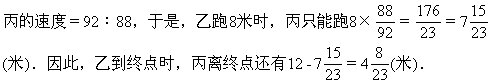 丙的速度=92∶88，于是，乙跑8米时，丙只能跑8×88/92=176/23=7 15/23
(米)．因此，乙到终点时，丙离终点还有12-7 15/23=4 8/23(米)．